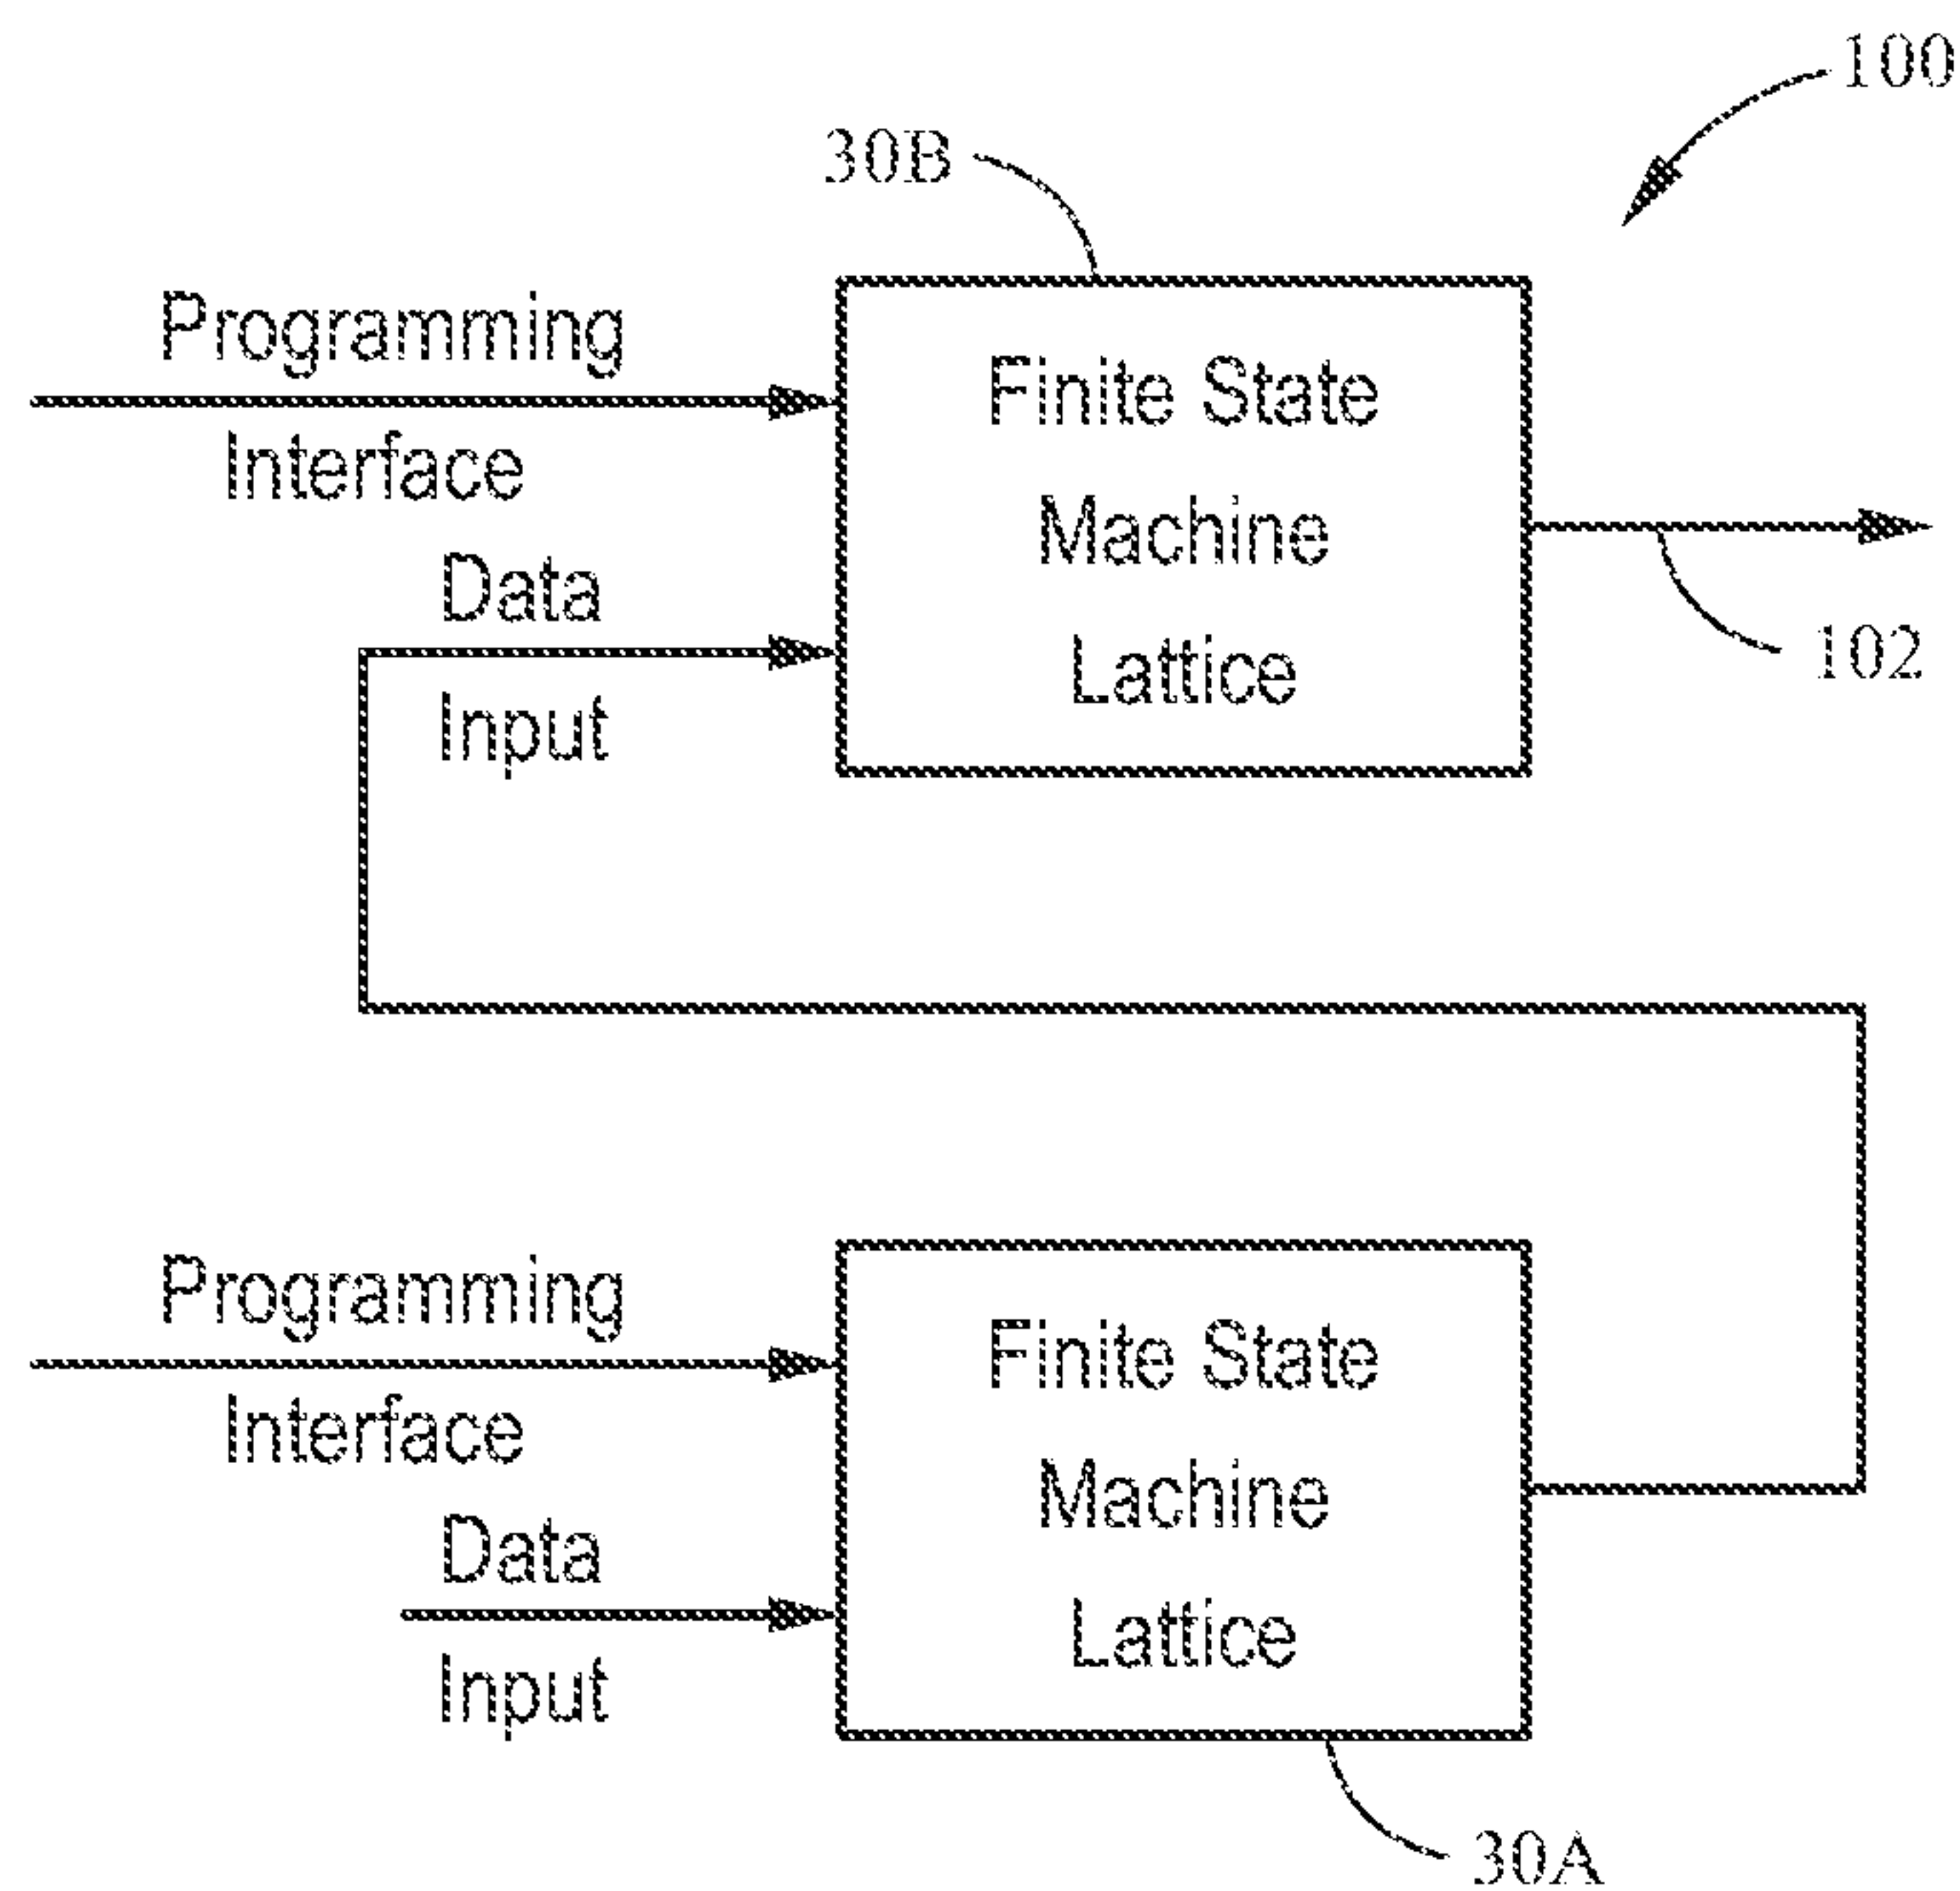 100
30B
Programming
Interface
Data
Input
Finite State
Machine
Lattice
102
Programming
Interface
Data
Input
Finite State
Machine
Lattice
30A